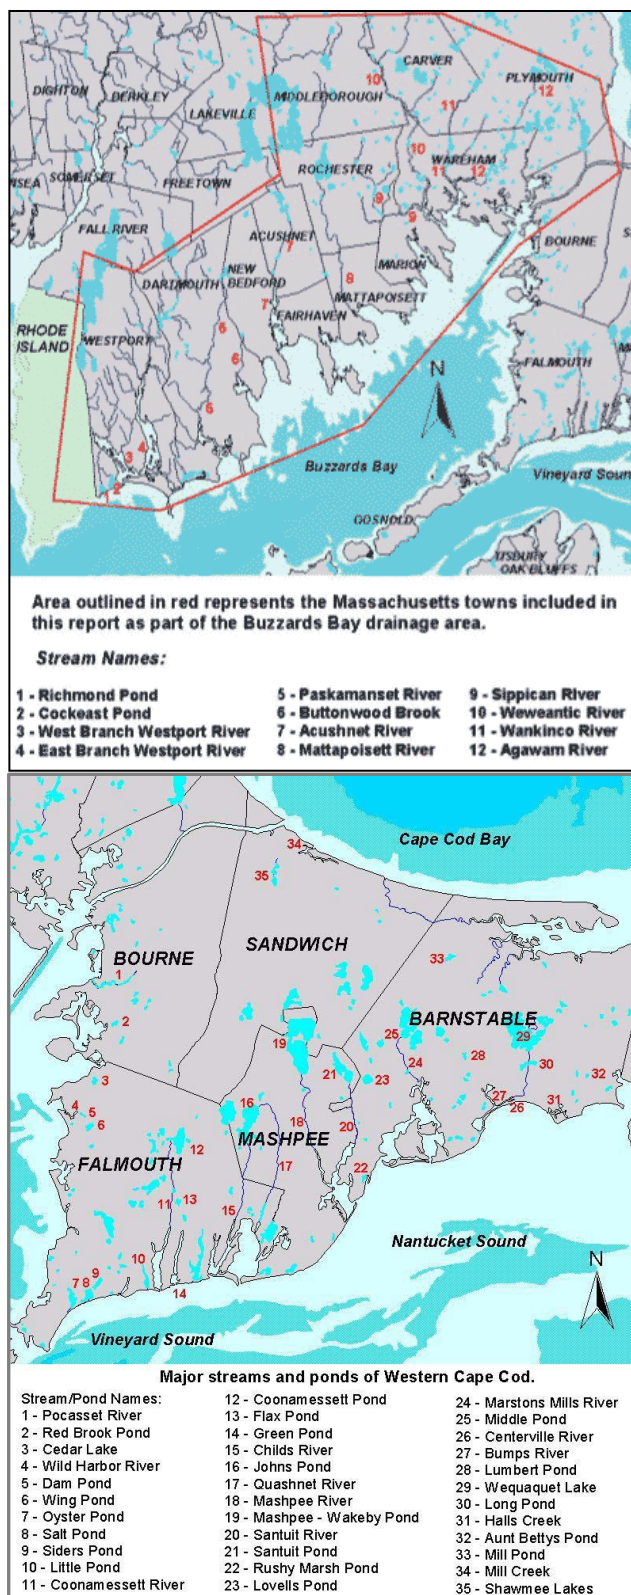 CARVER
10
PLYMOUTH
12
DIGHTON
BERKLEY
MIDDLEBOROUGH
11
LAKEVILLE
10
ROCHESTER
WAREHAM
11
12
SOMERSET
FREETOWN
9
9
FALL RIVER
ACUSHNET
7
BOURNE
MARION
DARTMOUTH
NEW
BEDFORD
8
MATTAPOISETT
7
FAIRHAVEN
RHODE
ISLAND
WESTPORT
6
6
FALMOUTH
N
5
4
3
Buzzards Bay
Vineyard Soun
1
2
GOSNOLD
TISBURY
OAK BLUFFS
Area outlined in red represents the Massachusetts towns included in
this report as part of the Buzzards Bay drainage area.
Stream Names:
1 - Richmond Pond
2 - Cockeast Pond
3 - West Branch Westport River
4 - East Branch Westport River
5 - Paskamanset River
6 - Buttonwood Brook
7 - Acushnet River
8 - Mattapoisett River
9 - Sippican River
10 - Weweantic River
11 - Wankinco River
12 - Agawam River
Cape Cod Bay
34
35
SANDWICH
BOURNE
33
1
2
BARNSTABLE
19
25
29
28
24
30
21
23
32
3
4
5
6
16
27
26
31
18
20
MASHPEE
12
FALMOUTH
17
22
11
13
15
Nantucket Sound
10
9
7
8
14
N
Vineyard Sound
Major streams and ponds of Western Cape Cod.
Stream/Pond Names:
1 - Pocasset River
2 - Red Brook Pond
3 - Cedar Lake
4 - Wild Harbor River
5 - Dam Pond
6 - Wing Pond
7 - Oyster Pond
8 - Salt Pond
9 - Siders Pond
10 - Little Pond
11 - Coonamessett River
12 - Coonamessett Pond
13 - Flax Pond
14 - Green Pond
15 - Childs River
16 - Johns Pond
17 - Quashnet River
18 - Mashpee River
19 - Mashpee - Wakeby Pond
20 - Santuit River
21 - Santuit Pond
22 - Rushy Marsh Pond
23 - Lovells Pond
24 - Marstons Mills River
25 - Middle Pond
26 - Centerville River
27 - Bumps River
28 - Lumbert Pond
29 - Wequaquet Lake
30 - Long Pond
31 - Halls Creek
32 - Aunt Bettys Pond
33 - Mill Pond
34 - Mill Creek
35 - Shawmee Lakes